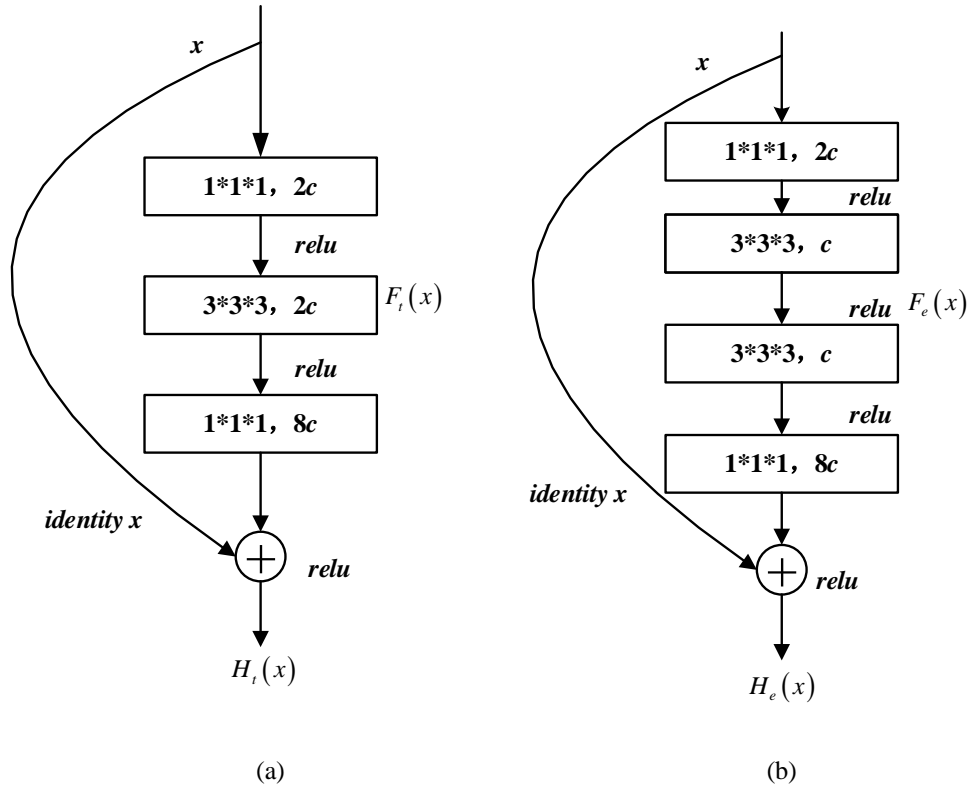 x
1*1*1，2c
relu
3*3*3，2c
F_t(x)
relu
1*1*1，8c
identity x
+
relu
H_t(x)
(a)
x
1*1*1，2c
relu
3*3*3，c
relu
F_e(x)
3*3*3，c
relu
1*1*1，8c
identity x
+
relu
H_e(x)
(b)